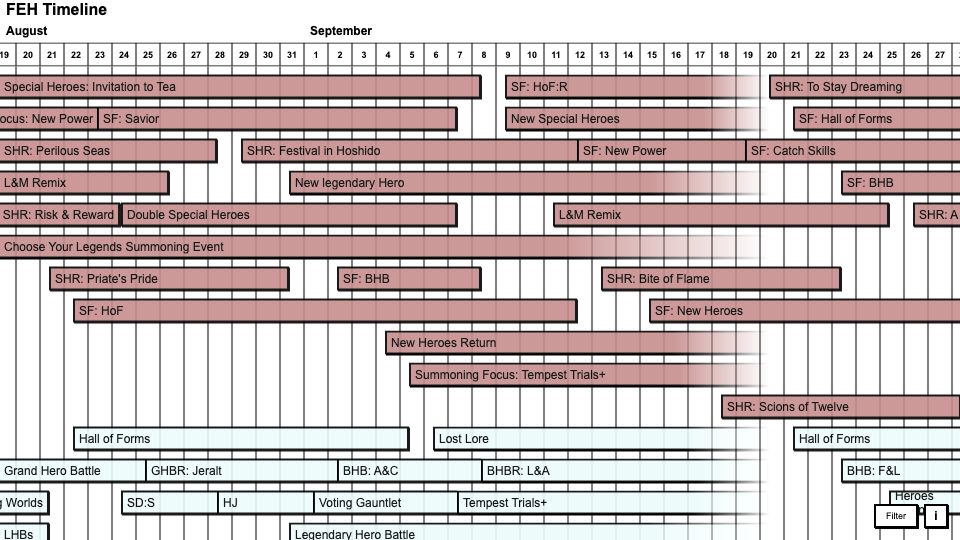 FEH Timeline
August September
19 20 21 22 23 24 25 26 27 28 29 30 31 1 2 3 4 5 6 7 8 9 10 11 12 13 14 15 16 17 18 19 20 21 22 23 24 25 26 27
Special Heroes: Invitation to Tea SF: HoF:R SHR: To Stay Dreaming
ocus: New Power SF: Savior New Special Heroes SF: Hall of Forms
SHR: Perilous Seas SHR: Festival in Hoshido SF: New Power SF: Catch Skills
L&M Remix New legendary Hero SF: BHB
SHR: Risk & Reward Double Special Heroes L&M Remix SHR: A
Choose Your Legends Summoning Event
SHR: Priate's Pride SF: BHB SHR: Bite of Flame
SF: HoF SF: New Heroes
New Heroes Return
Summoning Focus: Tempest Trials+
SHR: Scions of Twelve
Hall of Forms Lost Lore Hall of Forms
Grand Hero Battle GHBR: Jeralt BHB: A&C BHBR: L&A BHB: F&L
g Worlds SD:S HJ Voting Gauntlet Tempest Trials+ Heroes
Filter i
LHBs Legendary Hero Battle